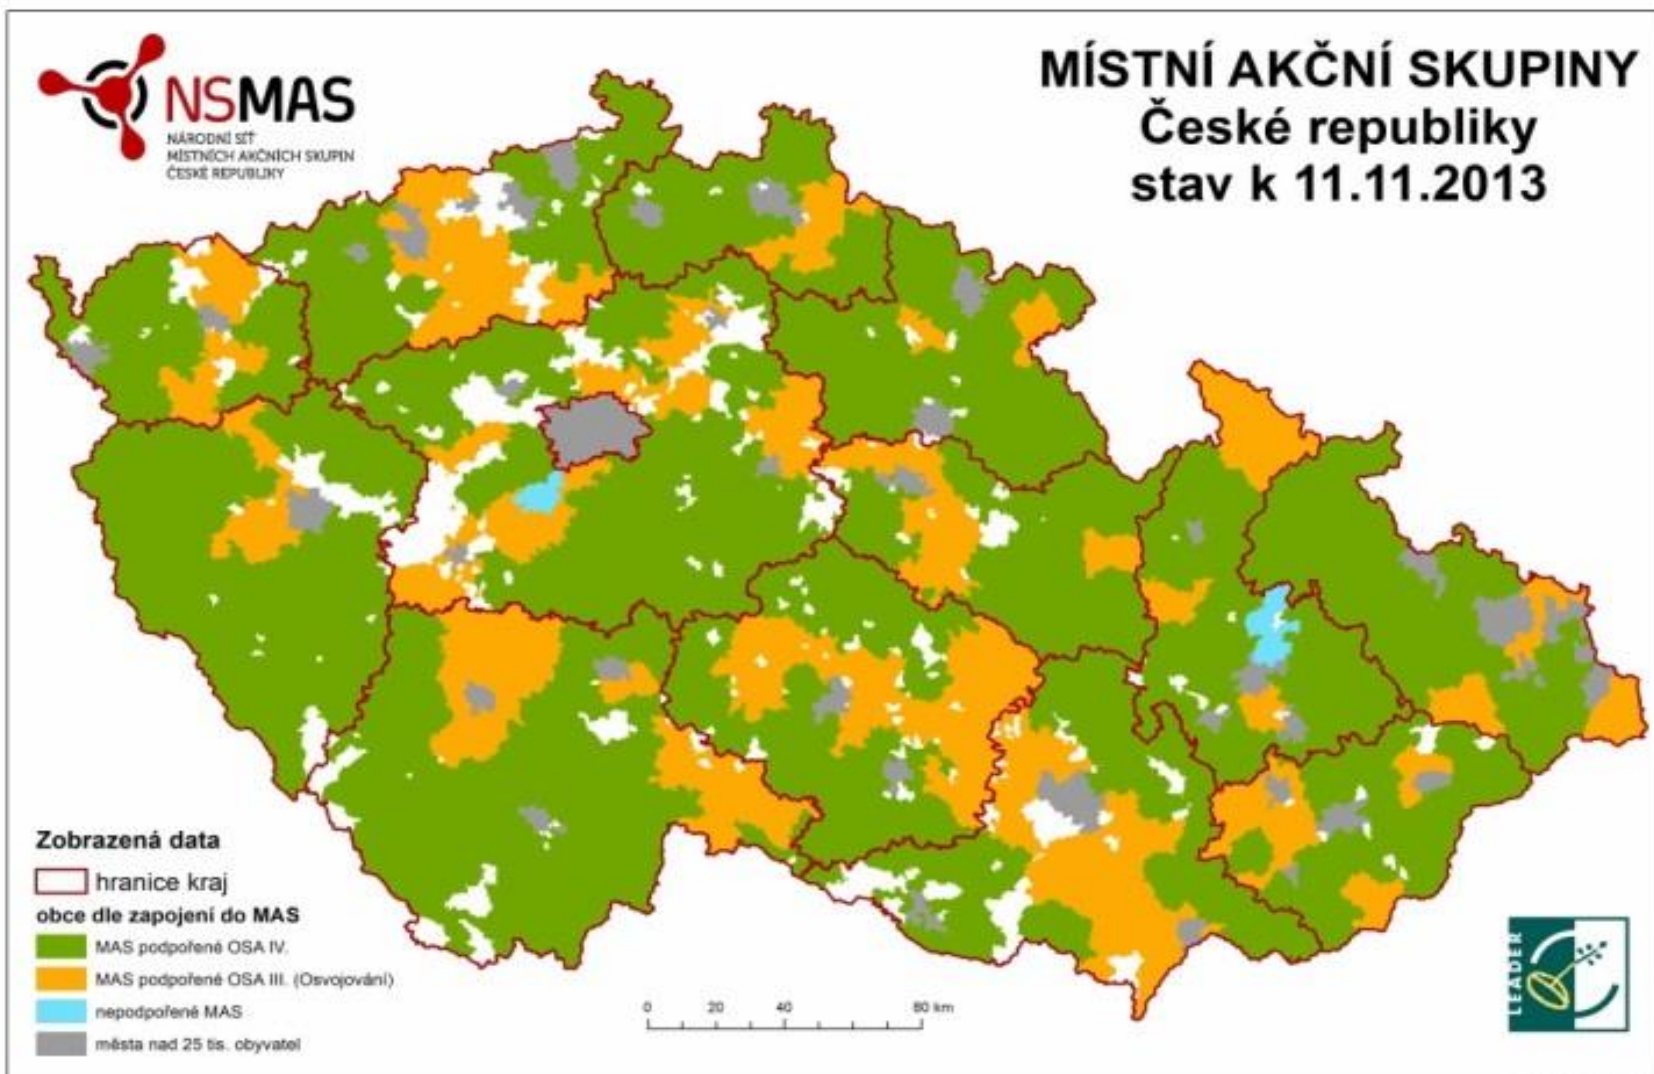 NSMAS
NÁRODNÍ SÍŤ
MÍSTNÍCH AKČNÍCH SKUPIN
ČESKÉ REPUBLIKY
MÍSTNÍ AKČNÍ SKUPINY
České republiky
stav k 11.11.2013
Zobrazená data
hranice kraj
obce dle zapojení do MAS
MAS podpořené OSA IV.
MAS podpořené OSA III. (Osvojování)
nepodpořené MAS
města nad 25 tis. obyvatel
0 20 40 80 km
LEADER